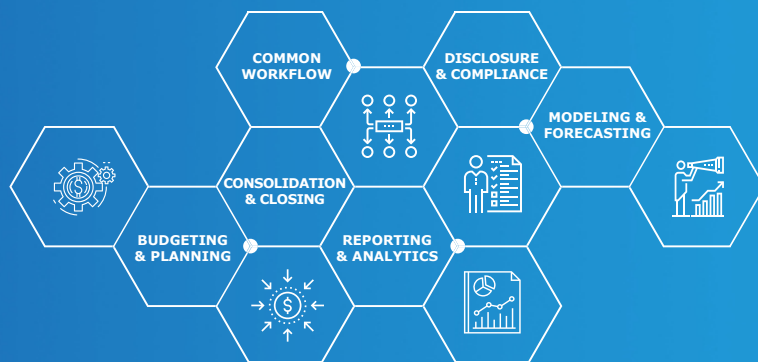 COMMON
WORKFLOW
DISCLOSURE
& COMPLIANCE
MODELING &
FORECASTING
CONSOLIDATION
& CLOSING
BUDGETING
& PLANNING
REPORTING
& ANALYTICS
$
$